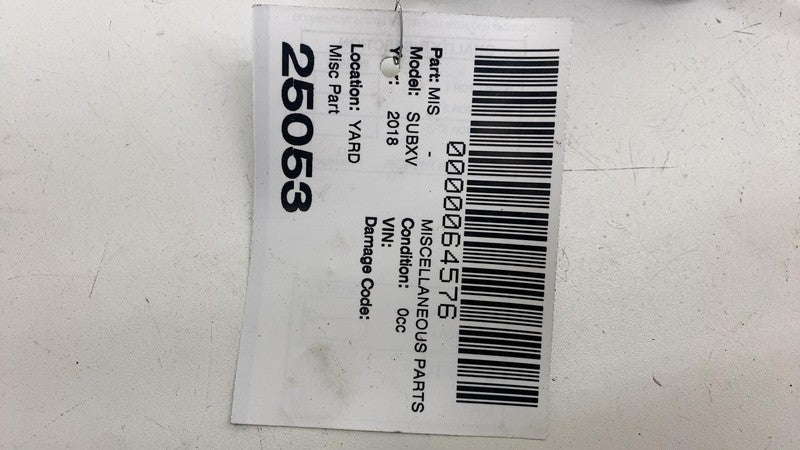 0000064576
Part: MIS - MISCELLANEOUS PARTS
Model: SUBXV Condition: 0cc
Year: 2018 VIN:
Damage Code:
Location: YARD
Misc Part
25053